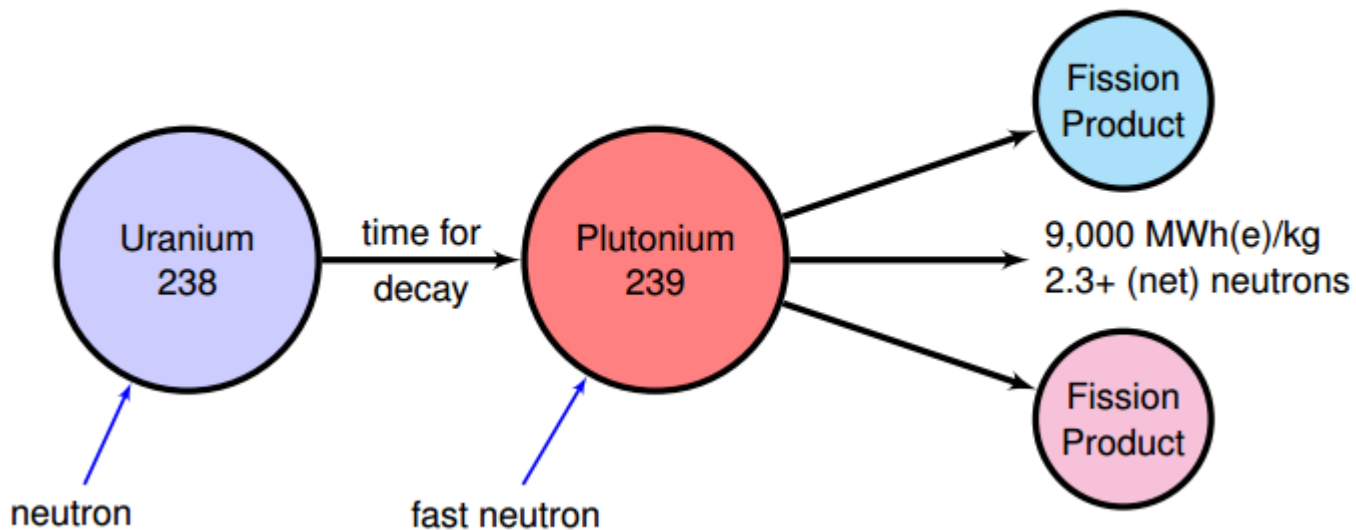 Uranium
238
neutron
time for
decay
Plutonium
239
fast neutron
Fission
Product
9,000 MWh(e)/kg
2.3+ (net) neutrons
Fission
Product